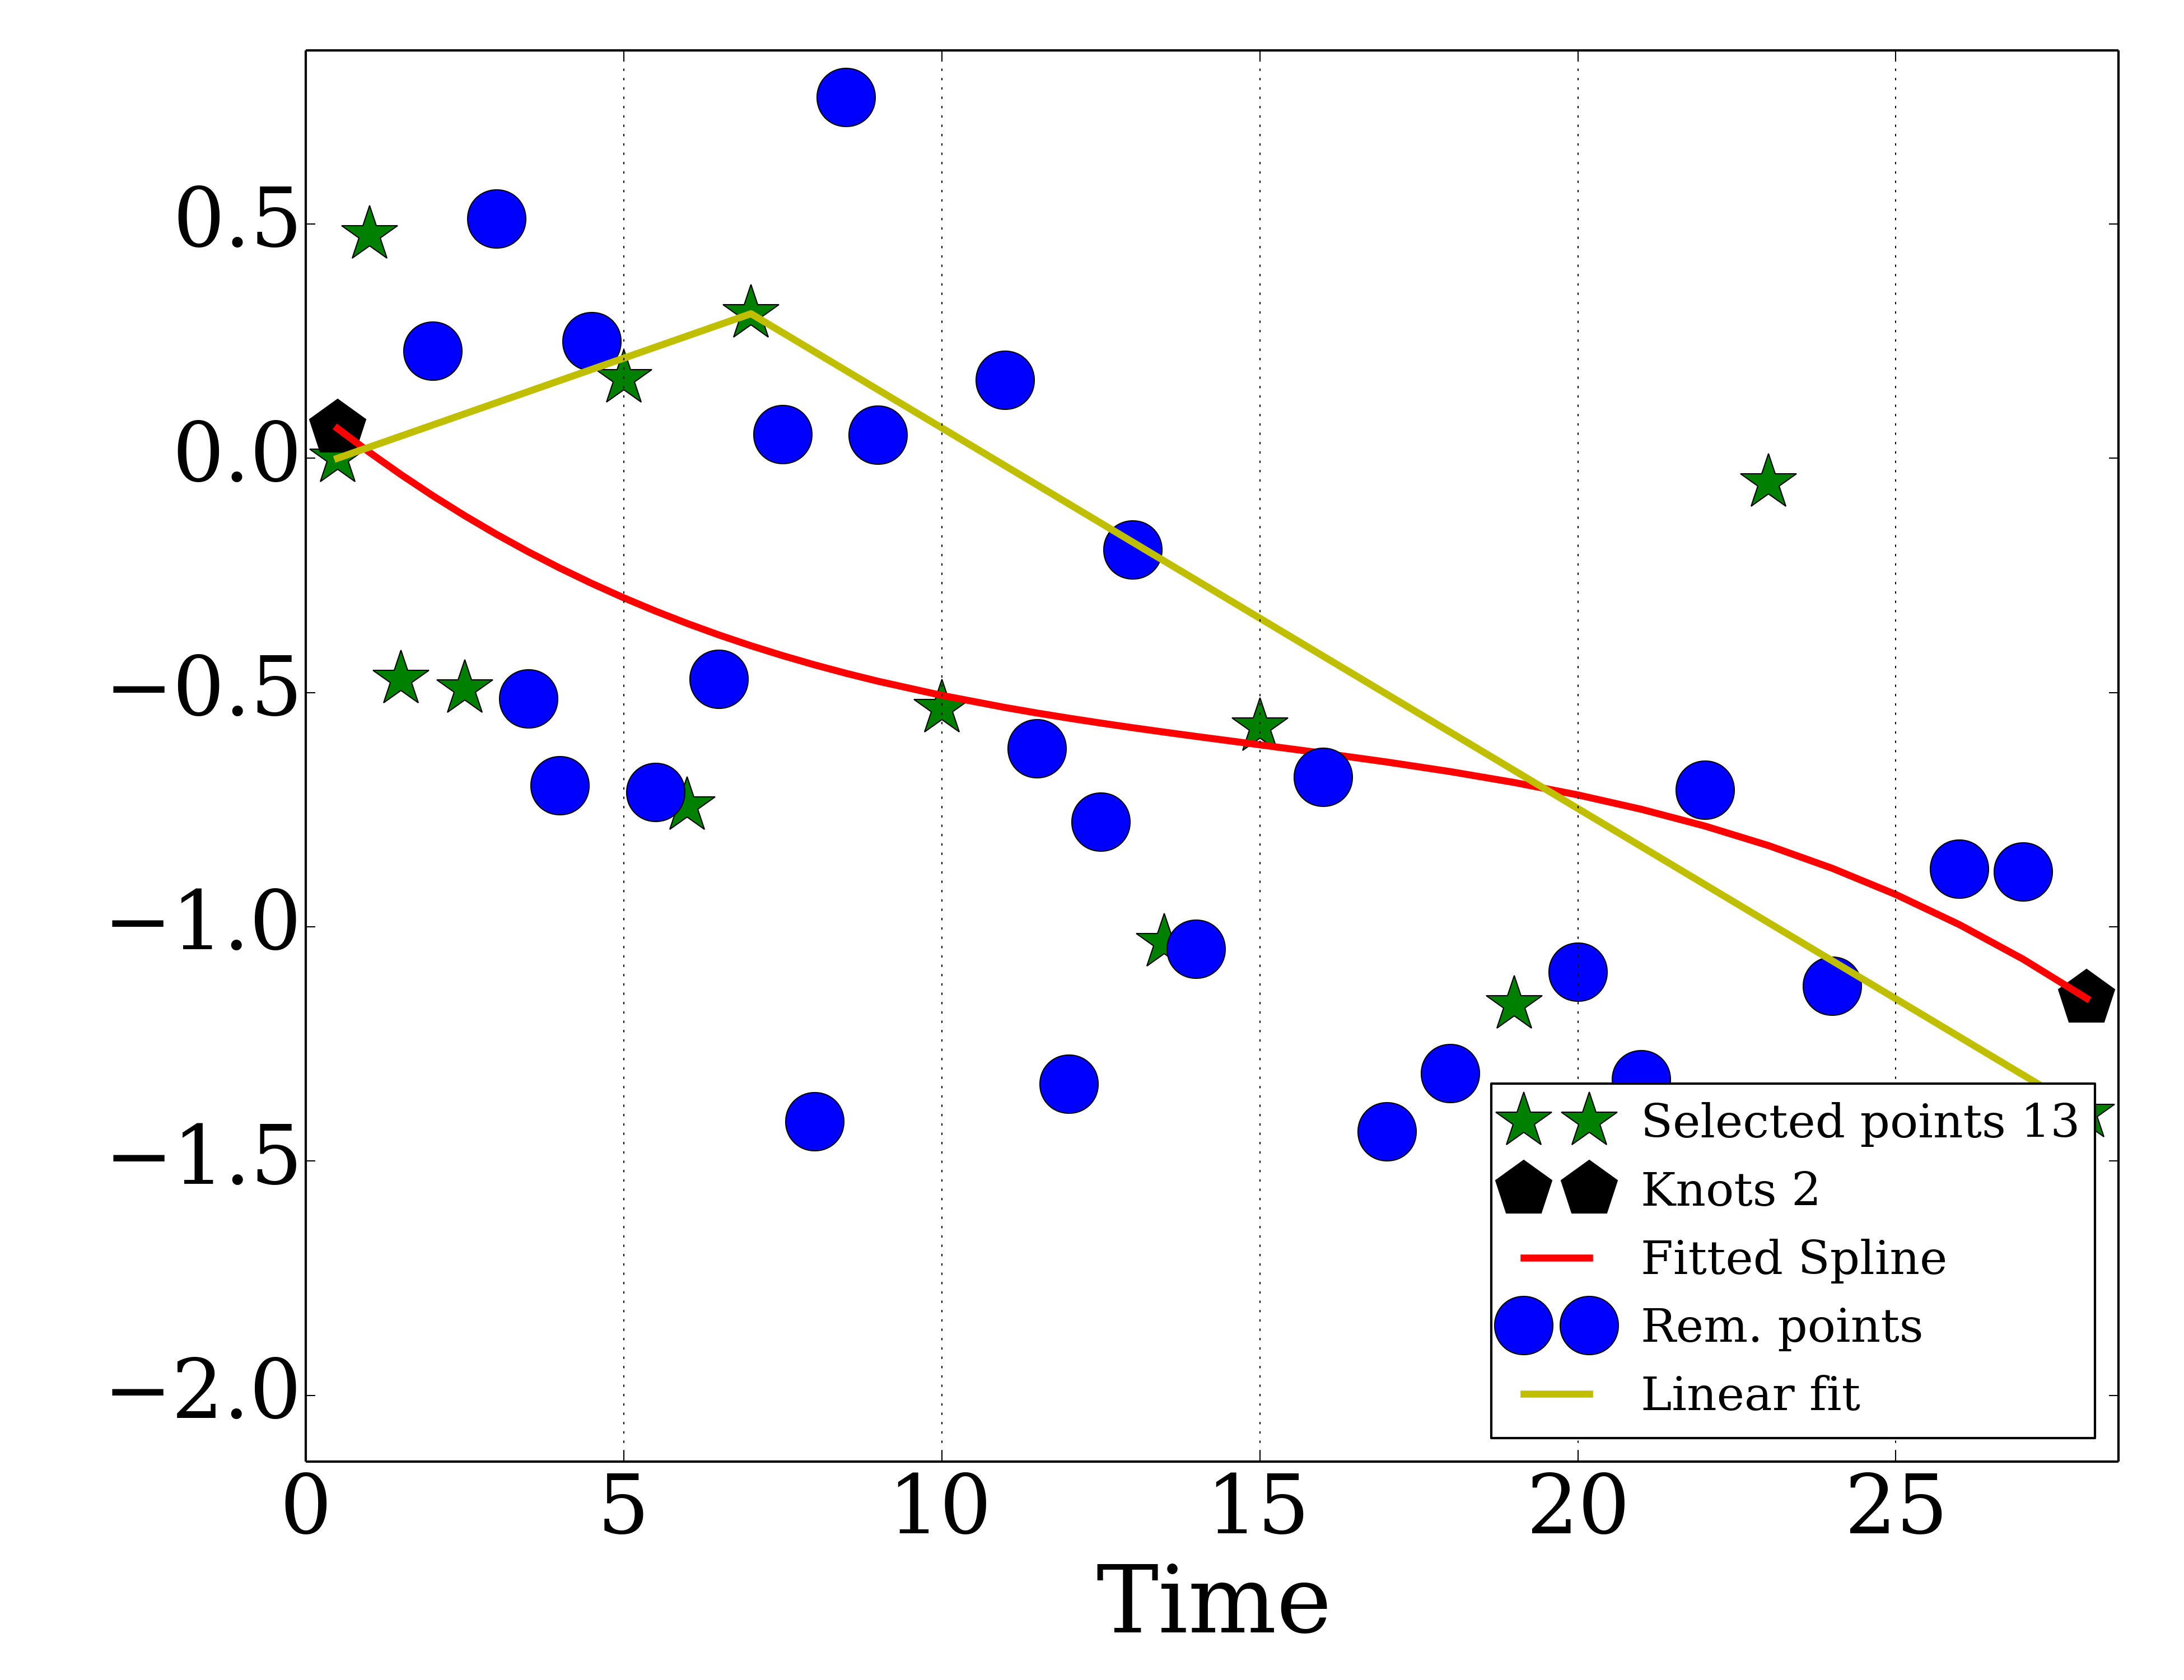 0.5
0.0
−0.5
−1.0
−1.5
−2.0
0 5 10 15 20 25
Time
Selected points 13
Knots 2
Fitted Spline
Rem. points
Linear fit